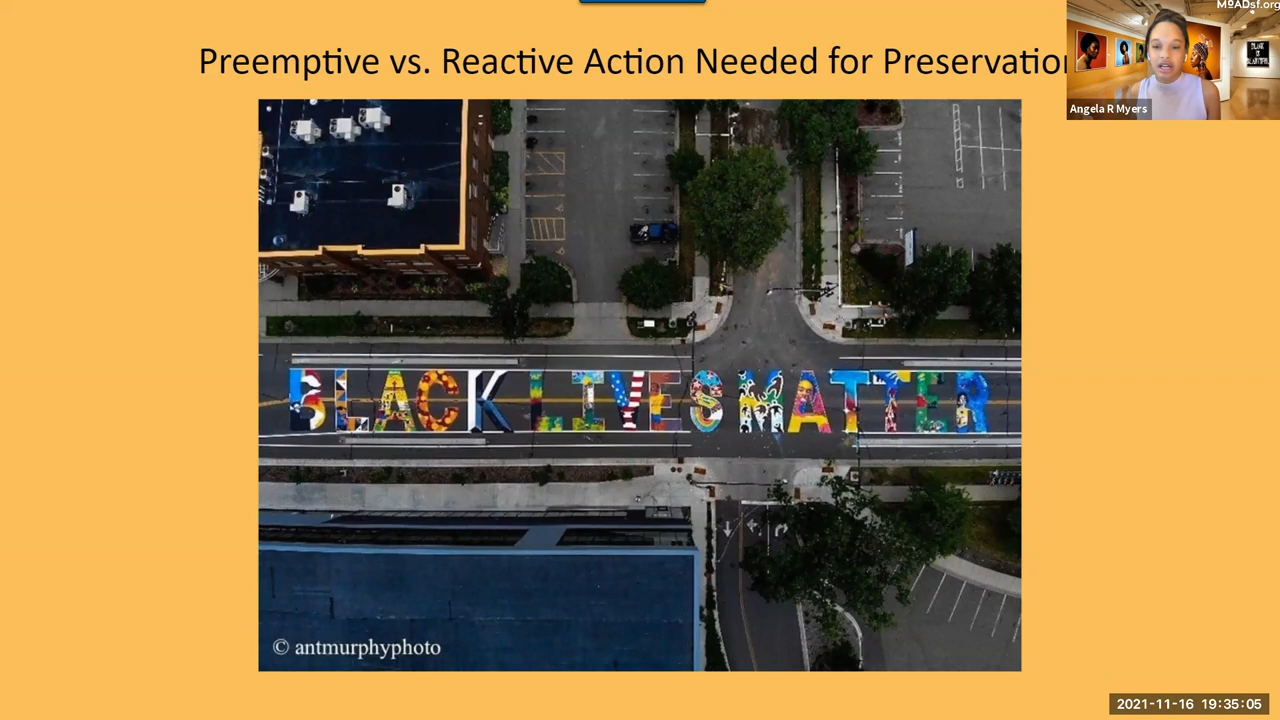 MoADsf.org
Preemptive vs. Reactive Action Needed for Preservation
Angela R Myers
BLACK LIVES MATTER
© antmurphyphoto
2021-11-16 19:35:05